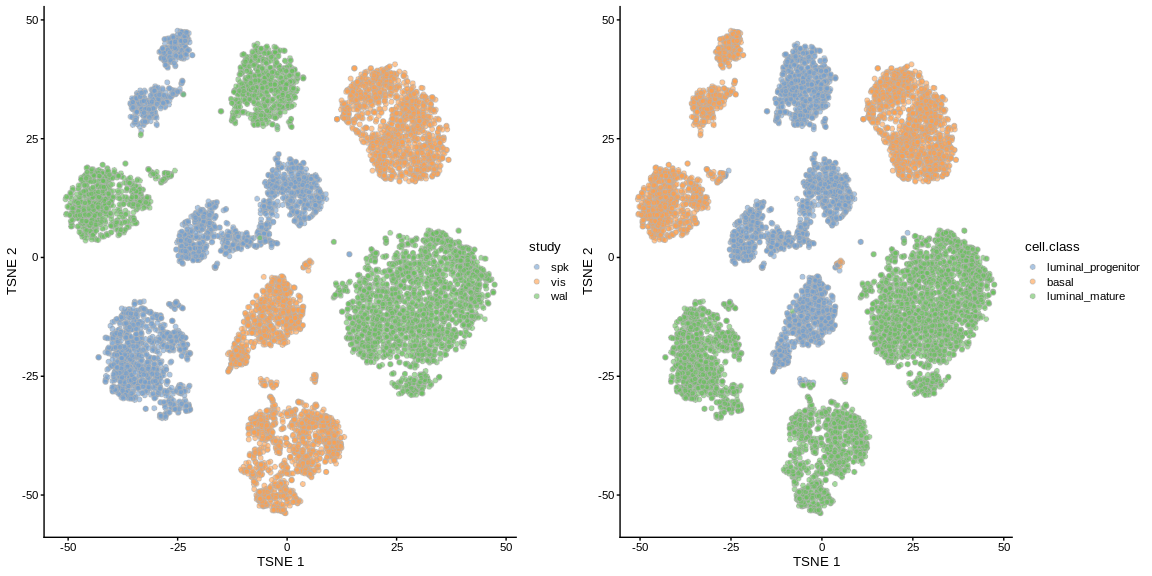 50
25
0
-25
-50
TSNE 2
-50
-25
0
25
50
TSNE 1
study
spk
vis
wal
50
25
0
-25
-50
TSNE 2
-50
-25
0
25
50
TSNE 1
cell.class
luminal_progenitor
basal
luminal_mature